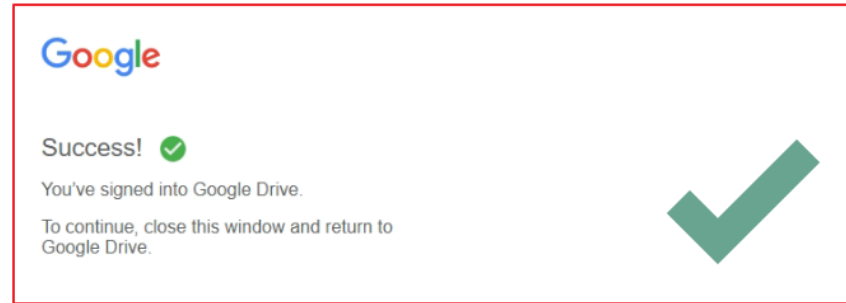 Google
Success!
You've signed into Google Drive.
To continue, close this window and return to
Google Drive.